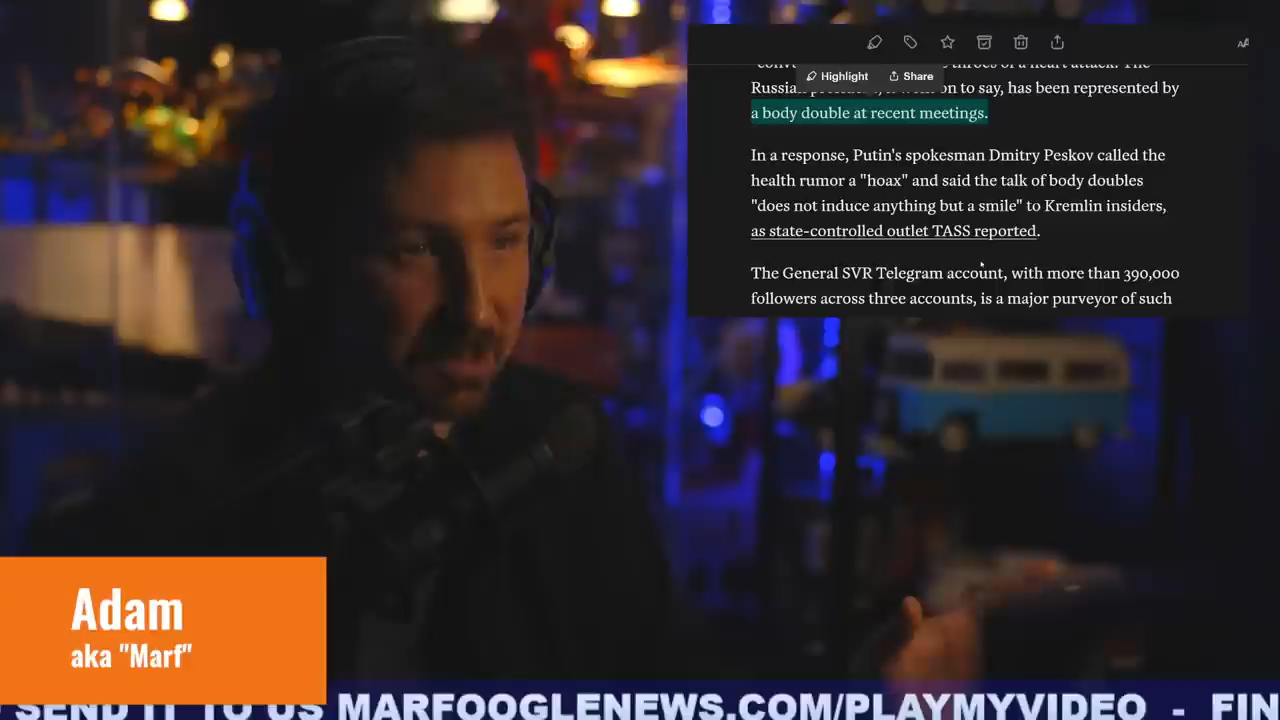 Highlight Share
Russian on to say, has been represented by
a body double at recent meetings.
In a response, Putin's spokesman Dmitry Peskov called the
health rumor a "hoax" and said the talk of body doubles
"does not induce anything but a smile" to Kremlin insiders,
as state-controlled outlet TASS reported.
The General SVR Telegram account, with more than 390,000
followers across three accounts, is a major purveyor of such
Adam
aka "Marf"
SEND IT TO US MARFOOGLENEWS.COM/PLAYMYVIDEO - FIN